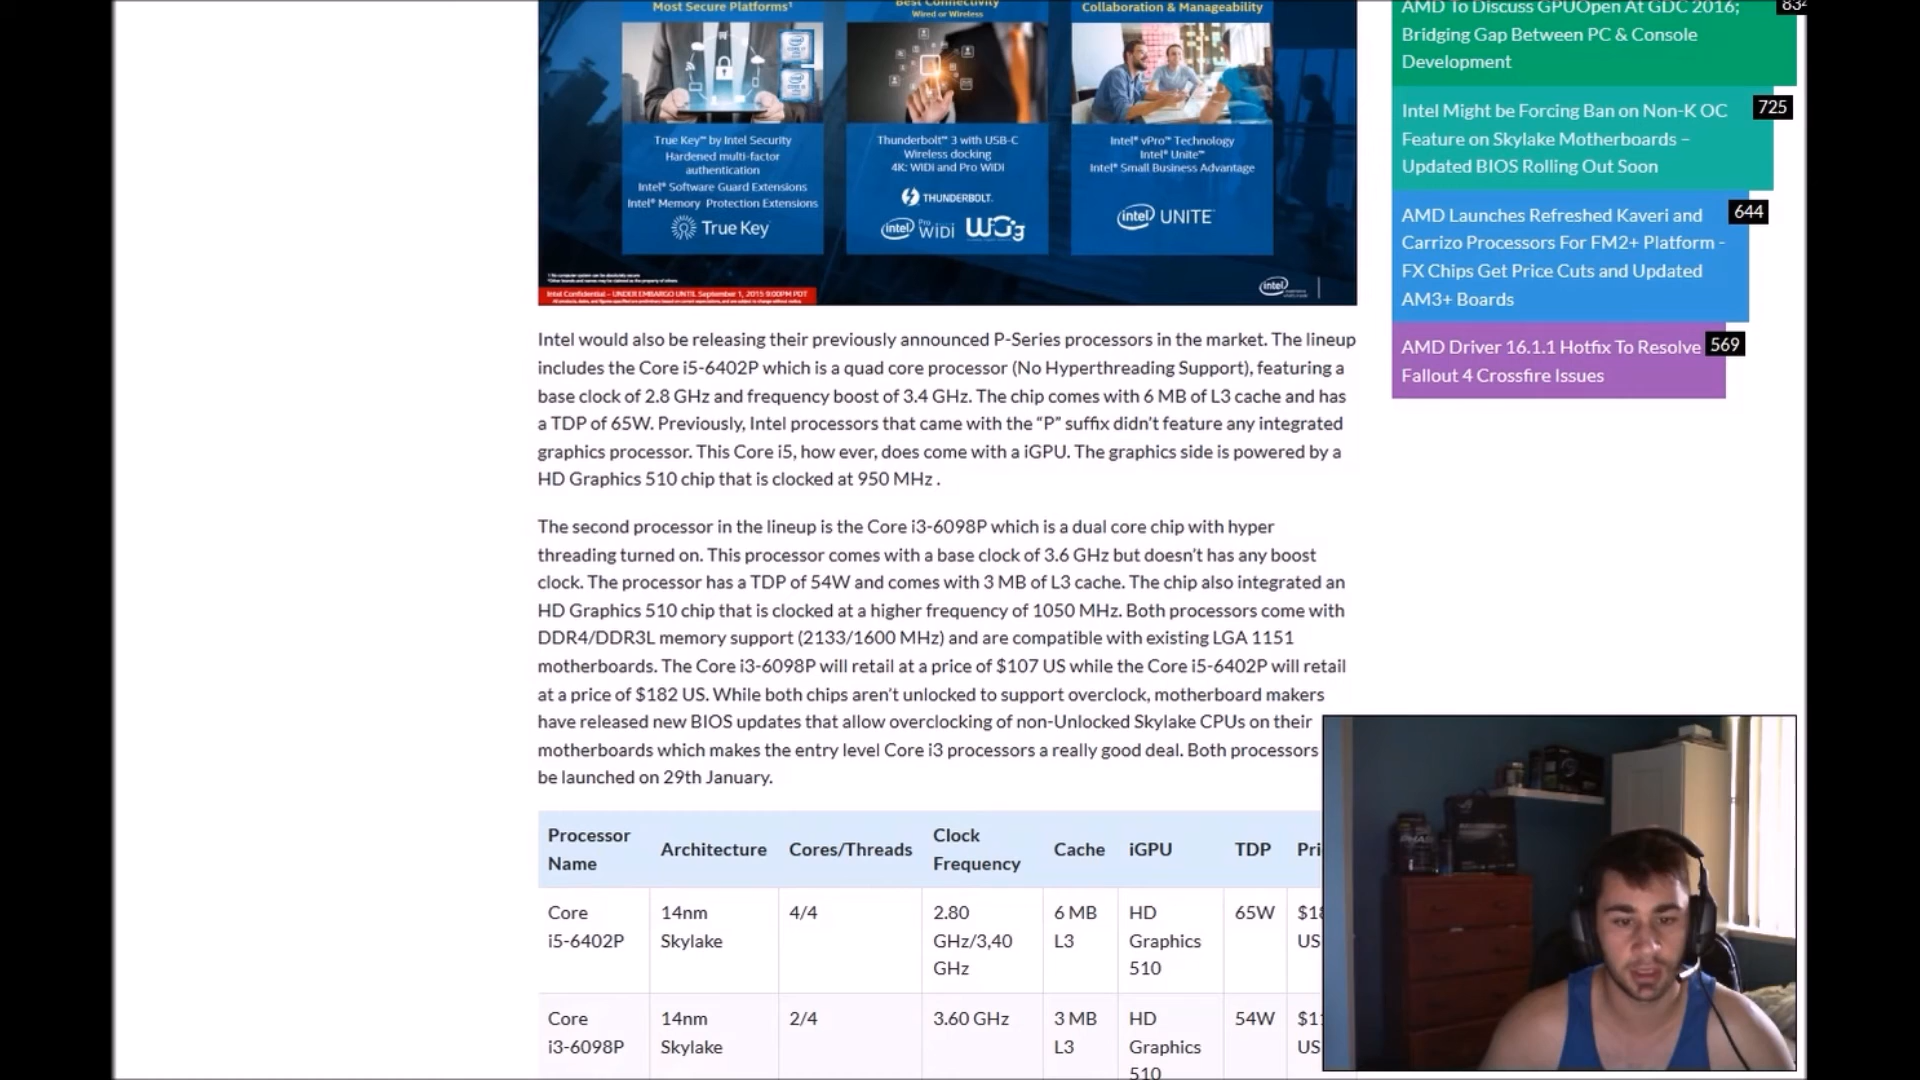 Most Secure Platforms¹
Best Connectivity
Wired or Wireless
Collaboration & Manageability
True Key™ by Intel Security
Hardened multi-factor
authentication
Intel® Software Guard Extensions
Intel® Memory Protection Extensions
True Key
Thunderbolt™ 3 with USB-C
Wireless docking
4K: WiDi and Pro WiDi
THUNDERBOLT
intel Pro WiDi WiGig
Intel® vPro™ Technology
Intel® Unite™
Intel® Small Business Advantage
intel UNITE
Intel Confidential – UNDER EMBARGO UNTIL September 1, 2015 9:00PM PDT
intel
Intel would also be releasing their previously announced P-Series processors in the market. The lineup
includes the Core i5-6402P which is a quad core processor (No Hyperthreading Support), featuring a
base clock of 2.8 GHz and frequency boost of 3.4 GHz. The chip comes with 6 MB of L3 cache and has
a TDP of 65W. Previously, Intel processors that came with the “P” suffix didn’t feature any integrated
graphics processor. This Core i5, how ever, does come with a iGPU. The graphics side is powered by a
HD Graphics 510 chip that is clocked at 950 MHz .
The second processor in the lineup is the Core i3-6098P which is a dual core chip with hyper
threading turned on. This processor comes with a base clock of 3.6 GHz but doesn’t has any boost
clock. The processor has a TDP of 54W and comes with 3 MB of L3 cache. The chip also integrated an
HD Graphics 510 chip that is clocked at a higher frequency of 1050 MHz. Both processors come with
DDR4/DDR3L memory support (2133/1600 MHz) and are compatible with existing LGA 1151
motherboards. The Core i3-6098P will retail at a price of $107 US while the Core i5-6402P will retail
at a price of $182 US. While both chips aren’t unlocked to support overclock, motherboard makers
have released new BIOS updates that allow overclocking of non-Unlocked Skylake CPUs on their
motherboards which makes the entry level Core i3 processors a really good deal. Both processors
be launched on 29th January.
Processor Name Architecture Cores/Threads Clock Frequency Cache iGPU TDP Pri
Core i5-6402P 14nm Skylake 4/4 2.80 GHz/3,40 GHz 6 MB L3 HD Graphics 510 65W US
Core i3-6098P 14nm Skylake 2/4 3.60 GHz 3 MB L3 HD Graphics 510 54W US
AMD To Discuss GPUOpen At GDC 2016;
Bridging Gap Between PC & Console
Development
Intel Might be Forcing Ban on Non-K OC 725
Feature on Skylake Motherboards –
Updated BIOS Rolling Out Soon
AMD Launches Refreshed Kaveri and 644
Carrizo Processors For FM2+ Platform -
FX Chips Get Price Cuts and Updated
AM3+ Boards
AMD Driver 16.1.1 Hotfix To Resolve 569
Fallout 4 Crossfire Issues